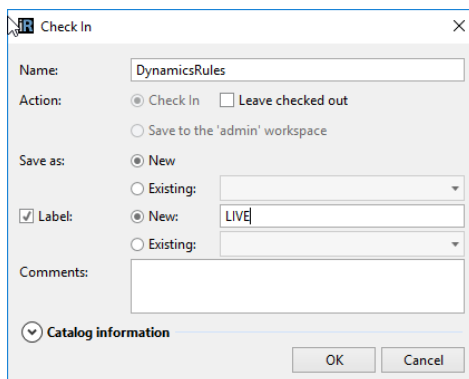 iR Check In
Name: DynamicsRules
Action: Check In Leave checked out
Save to the 'admin' workspace
Save as: New
Existing:
Label: New: LIVE
Existing:
Comments:
Catalog information
OK Cancel